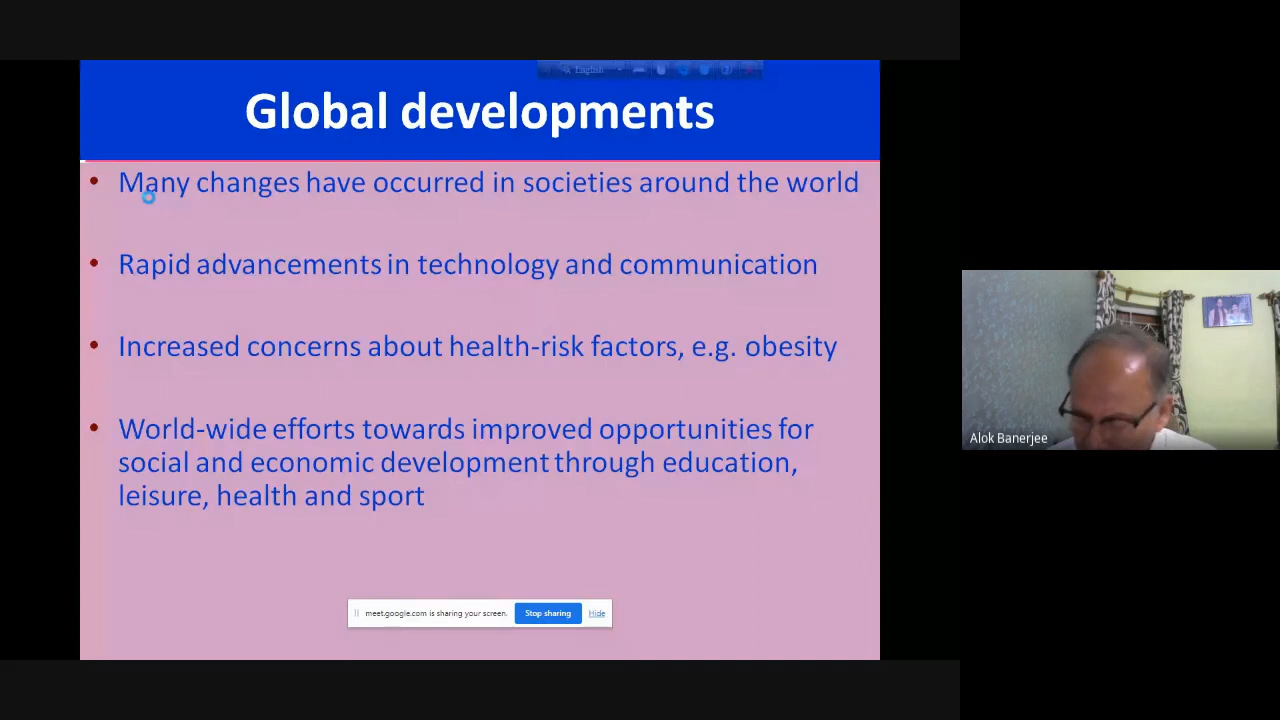 English
Global developments
• Many changes have occurred in societies around the world
• Rapid advancements in technology and communication
• Increased concerns about health-risk factors, e.g. obesity
• World-wide efforts towards improved opportunities for
social and economic development through education,
leisure, health and sport
meet.google.com is sharing your screen. Stop sharing Hide
Alok Banerjee